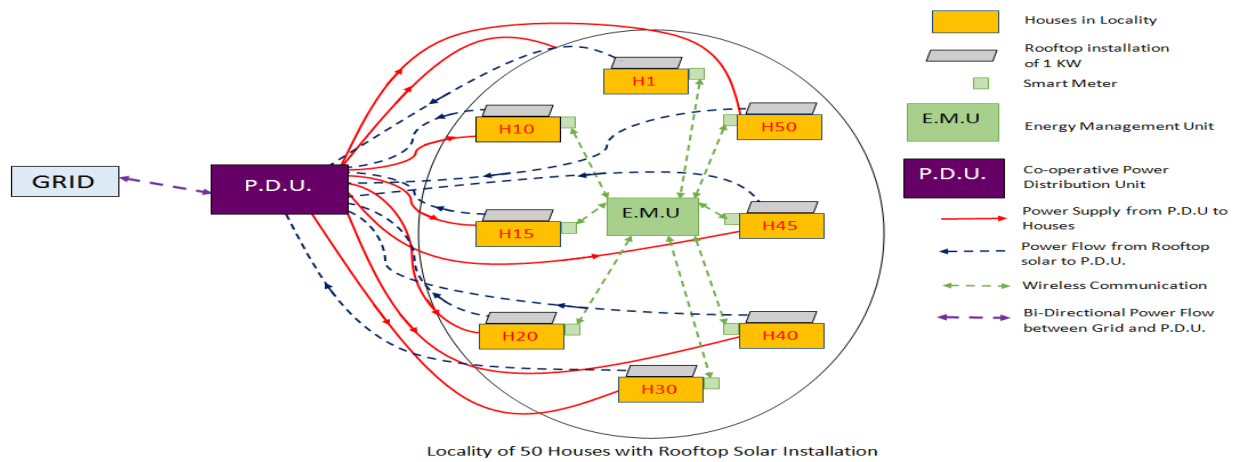 GRID
P.D.U.
H1
H10
H50
H15
E.M.U
H45
H20
H40
H30
Locality of 50 Houses with Rooftop Solar Installation
Houses in Locality
Rooftop installation
of 1 KW
Smart Meter
E.M.U
Energy Management Unit
P.D.U.
Co-operative Power
Distribution Unit
Power Supply from P.D.U to
Houses
Power Flow from Rooftop
solar to P.D.U.
Wireless Communication
Bi-Directional Power Flow
between Grid and P.D.U.